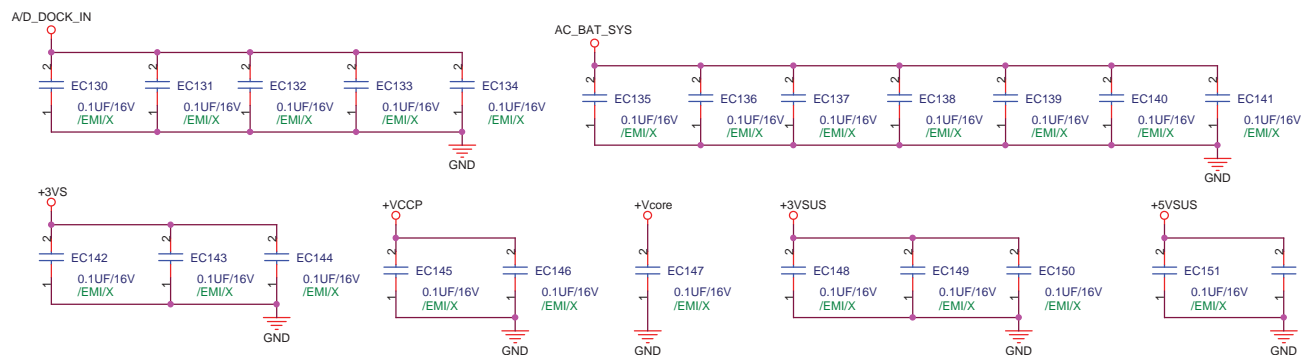 A/D_DOCK_IN
AC_BAT_SYS
2 2 2 2 2
EC130 EC131 EC132 EC133 EC134
1 1 1 1 1
0.1UF/16V 0.1UF/16V 0.1UF/16V 0.1UF/16V 0.1UF/16V
/EMI/X /EMI/X /EMI/X /EMI/X /EMI/X
GND
2 2 2 2 2 2 2
EC135 EC136 EC137 EC138 EC139 EC140 EC141
1 1 1 1 1 1 1
0.1UF/16V 0.1UF/16V 0.1UF/16V 0.1UF/16V 0.1UF/16V 0.1UF/16V 0.1UF/16V
/EMI/X /EMI/X /EMI/X /EMI/X /EMI/X /EMI/X /EMI/X
GND
+3VS
2 2 2
EC142 EC143 EC144
1 1 1
0.1UF/16V 0.1UF/16V 0.1UF/16V
/EMI/X /EMI/X /EMI/X
GND
+VCCP
2 2
EC145 EC146
1 1
0.1UF/16V 0.1UF/16V
/EMI/X /EMI/X
GND
+Vcore
2
EC147
1
0.1UF/16V
/EMI/X
GND
+3VSUS
2 2 2
EC148 EC149 EC150
1 1 1
0.1UF/16V 0.1UF/16V 0.1UF/16V
/EMI/X /EMI/X /EMI/X
GND
+5VSUS
2 2
EC151
1 1
0.1UF/16V
/EMI/X
GND